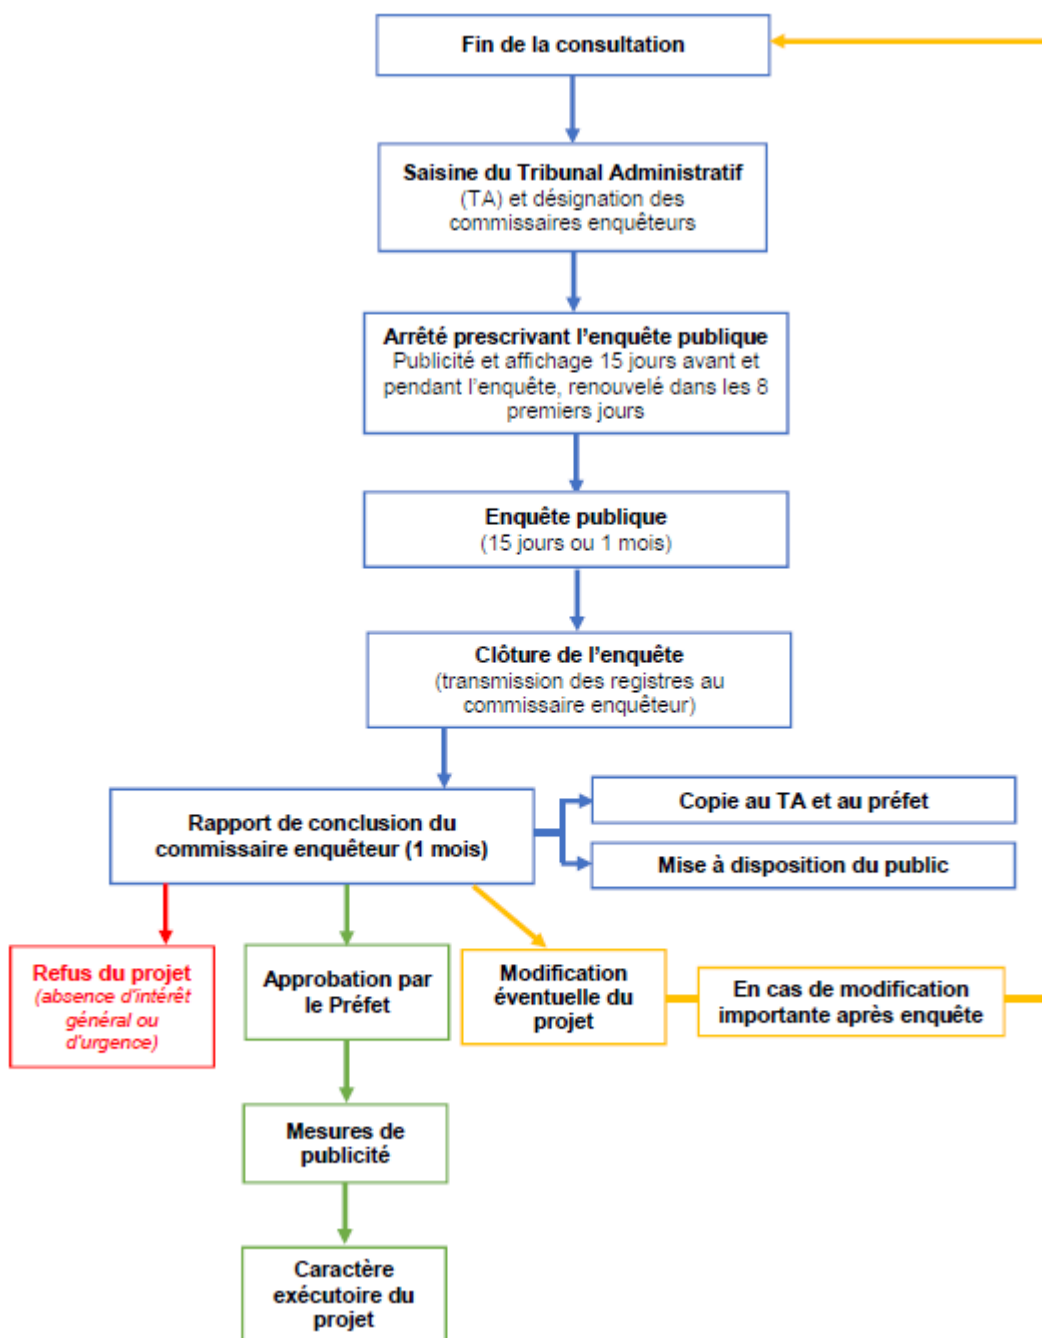 Fin de la consultation
Saisine du Tribunal Administratif
(TA) et désignation des
commissaires enquêteurs
Arrêté prescrivant l'enquête publique
Publicité et affichage 15 jours avant et
pendant l'enquête, renouvelé dans les 8
premiers jours
Enquête publique
(15 jours ou 1 mois)
Clôture de l'enquête
(transmission des registres au
commissaire enquêteur)
Rapport de conclusion du
commissaire enquêteur (1 mois)
Copie au TA et au préfet
Mise à disposition du public
Refus du projet
(absence d'intérêt
général ou
d'urgence)
Approbation par
le Préfet
Modification
éventuelle du
projet
En cas de modification
importante après enquête
Mesures de
publicité
Caractère
exécutoire du
projet